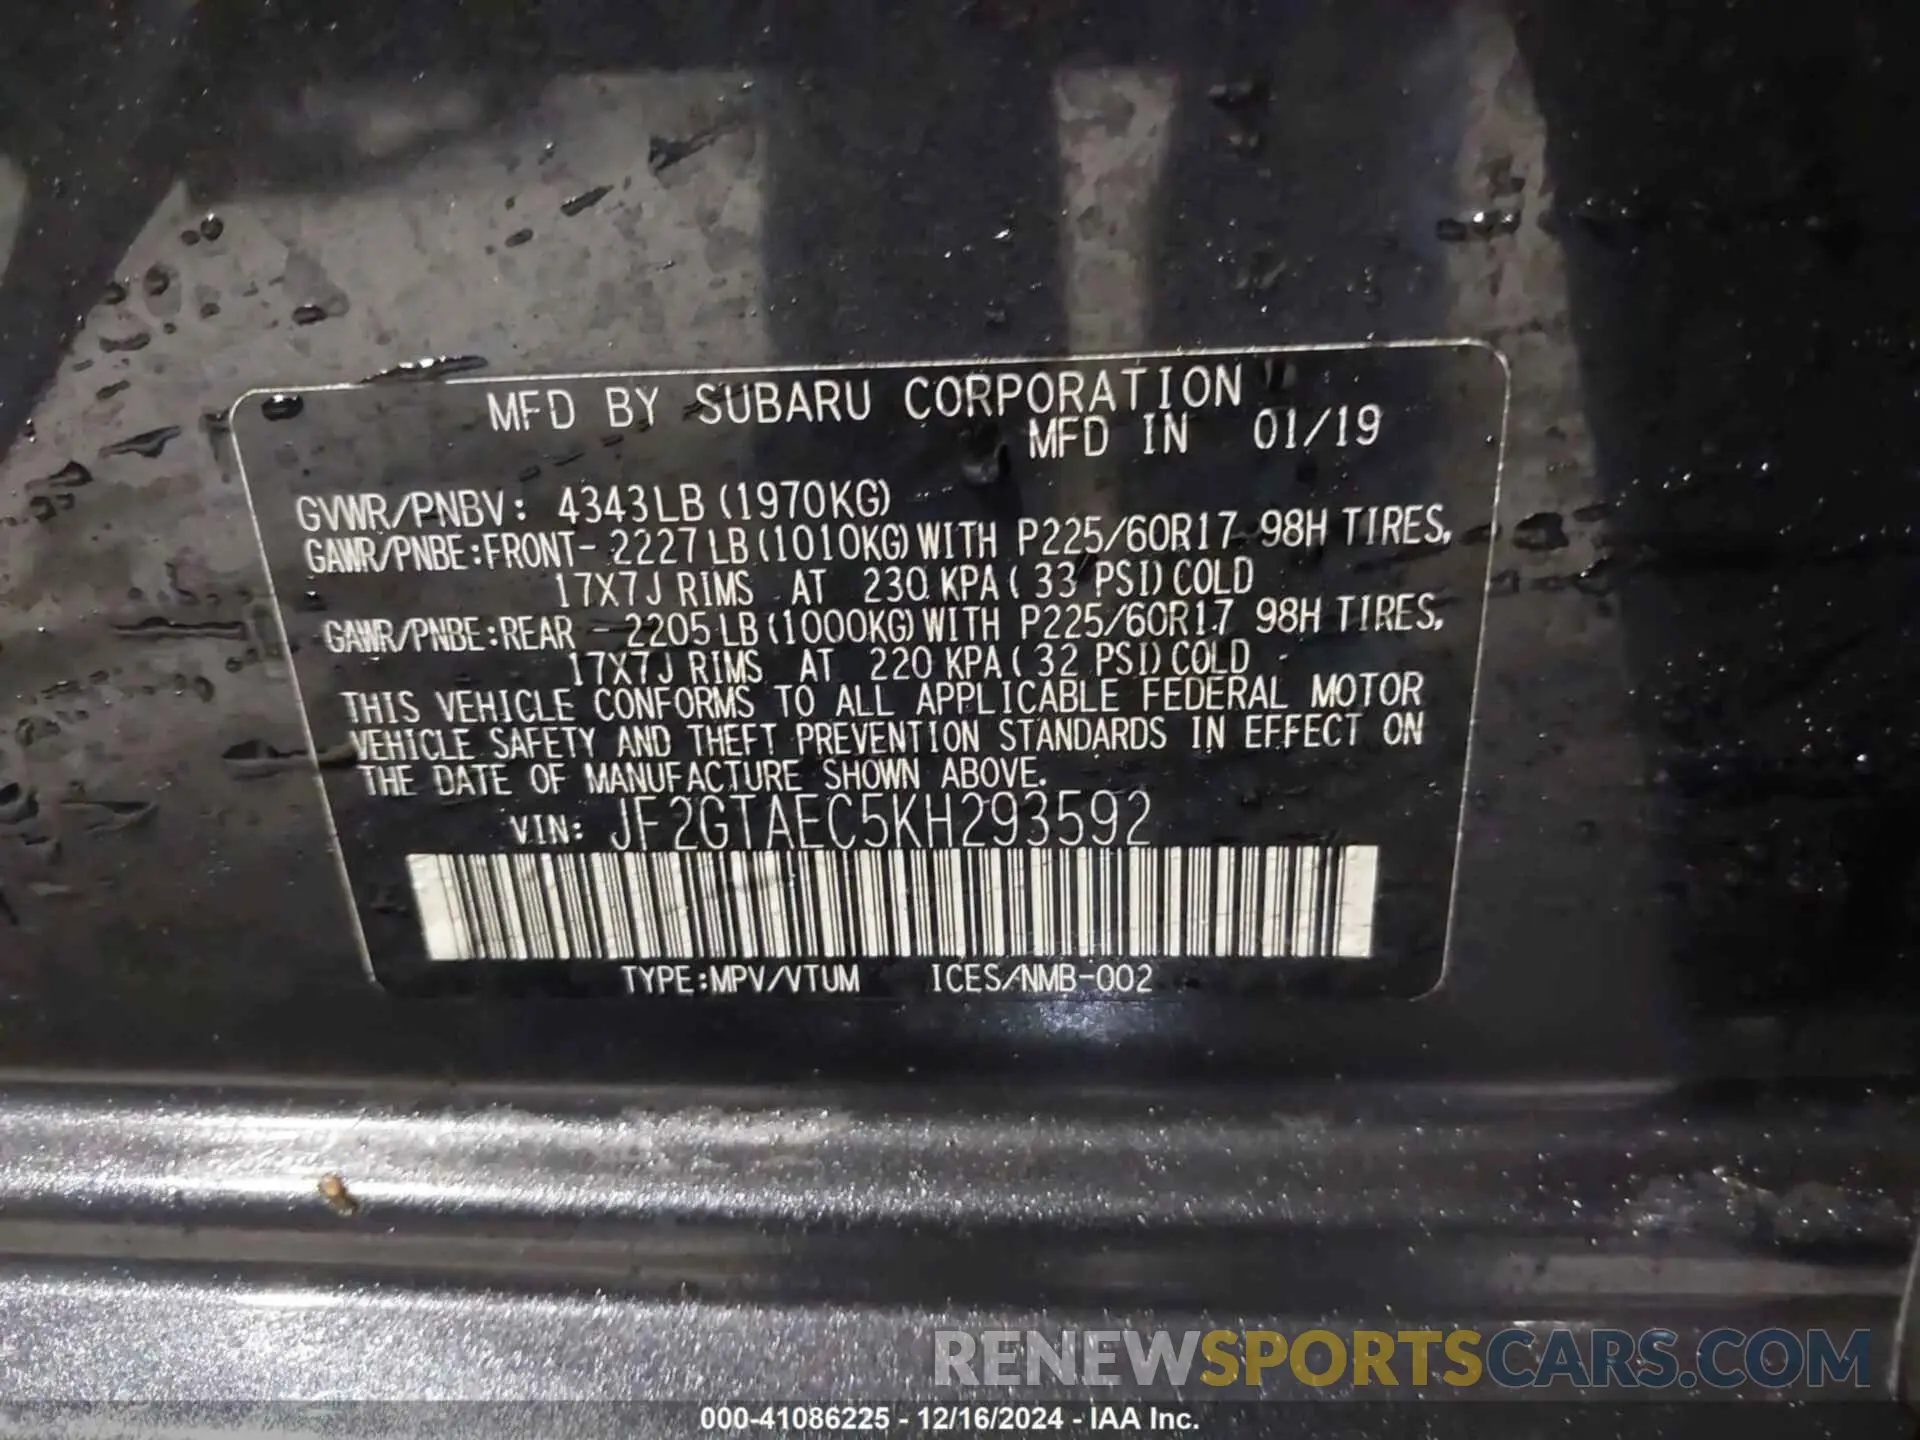 MFD BY SUBARU CORPORATION
MFD IN 01/19
GVWR/PNBV: 4343LB (1970KG)
GAWR/PNBE:FRONT- 2227LB(1010KG)WITH P225/60R17 98H TIRES,
17X7J RIMS AT 230 KPA( 33 PSI)COLD
GAWR/PNBE:REAR - 2205LB(1000KG)WITH P225/60R17 98H TIRES,
17X7J RIMS AT 220 KPA( 32 PSI)COLD
THIS VEHICLE CONFORMS TO ALL APPLICABLE FEDERAL MOTOR
VEHICLE SAFETY AND THEFT PREVENTION STANDARDS IN EFFECT ON
THE DATE OF MANUFACTURE SHOWN ABOVE.
VIN: JF2GTAEC5KH293592
TYPE:MPV/VTUM ICES/NMB-002
RENEWSPORTSCARS.COM
000-41086225 - 12/16/2024 - IAA Inc.